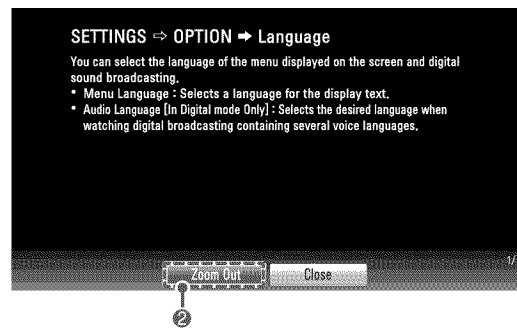 SETTINGS ⇨ OPTION ➡ Language
You can select the language of the menu displayed on the screen and digital
sound broadcasting.
• Menu Language : Selects a language for the display text.
• Audio Language [In Digital mode Only] : Selects the desired language when
watching digital broadcasting containing several voice languages.
1/
Zoom Out Close
❷